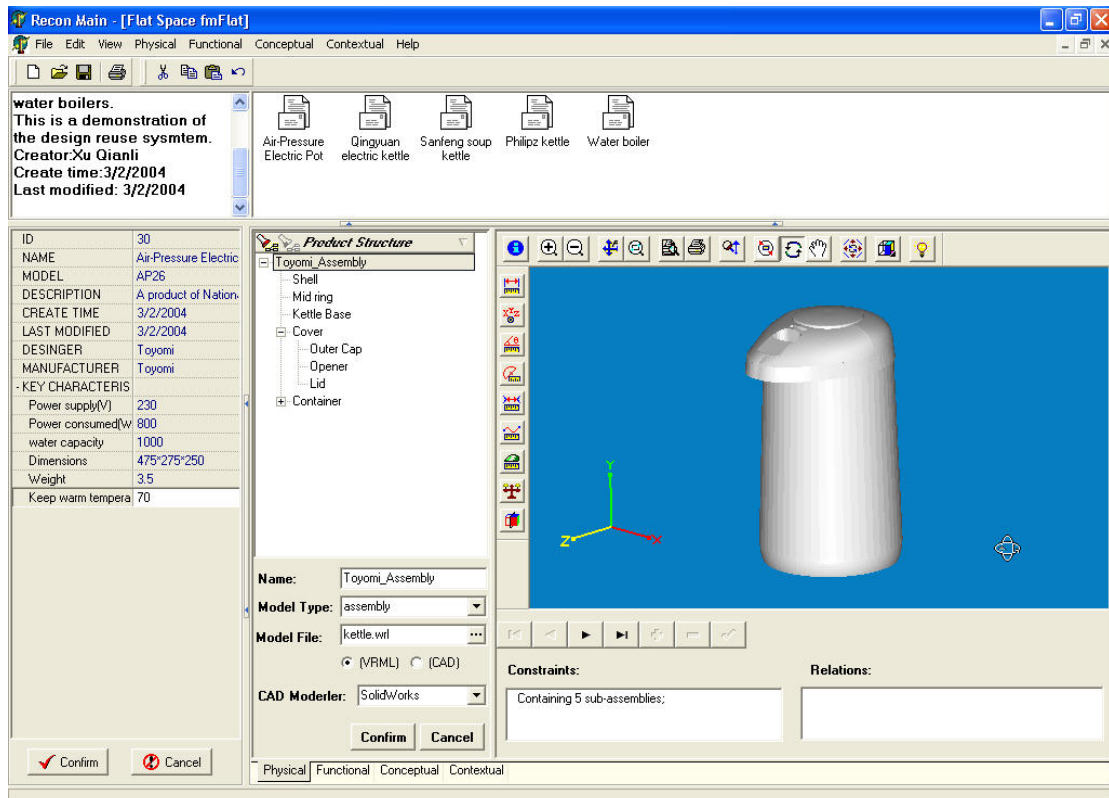 Recon Main - [Flat Space fmFlat]
File Edit View Physical Functional Conceptual Contextual Help
water boilers.
This is a demonstration of
the design reuse sysmtem.
Creator:Xu Qianli
Create time:3/2/2004
Last modified: 3/2/2004
Air-Pressure
Electric Pot
Qingyuan
electric kettle
Sanfeng soup
kettle
Philipz kettle
Water boiler
ID 30
NAME Air-Pressure Electric
MODEL AP26
DESCRIPTION A product of Nation
CREATE TIME 3/2/2004
LAST MODIFIED 3/2/2004
DESINGER Toyomi
MANUFACTURER Toyomi
- KEY CHARACTERIS
Power supply(V) 230
Power consumed(W 800
water capacity 1000
Dimensions 475*275*250
Weight 3.5
Keep warm tempera 70
Confirm Cancel
Product Structure
Toyomi_Assembly
Shell
Mid ring
Kettle Base
Cover
Outer Cap
Opener
Lid
Container
Name: Toyomi_Assembly
Model Type: assembly
Model File: kettle.wrl ...
(VRML) (CAD)
CAD Moderler: SolidWorks
Confirm Cancel
Physical Functional Conceptual Contextual
Y
Z X
Constraints:
Containing 5 sub-assemblies;
Relations: